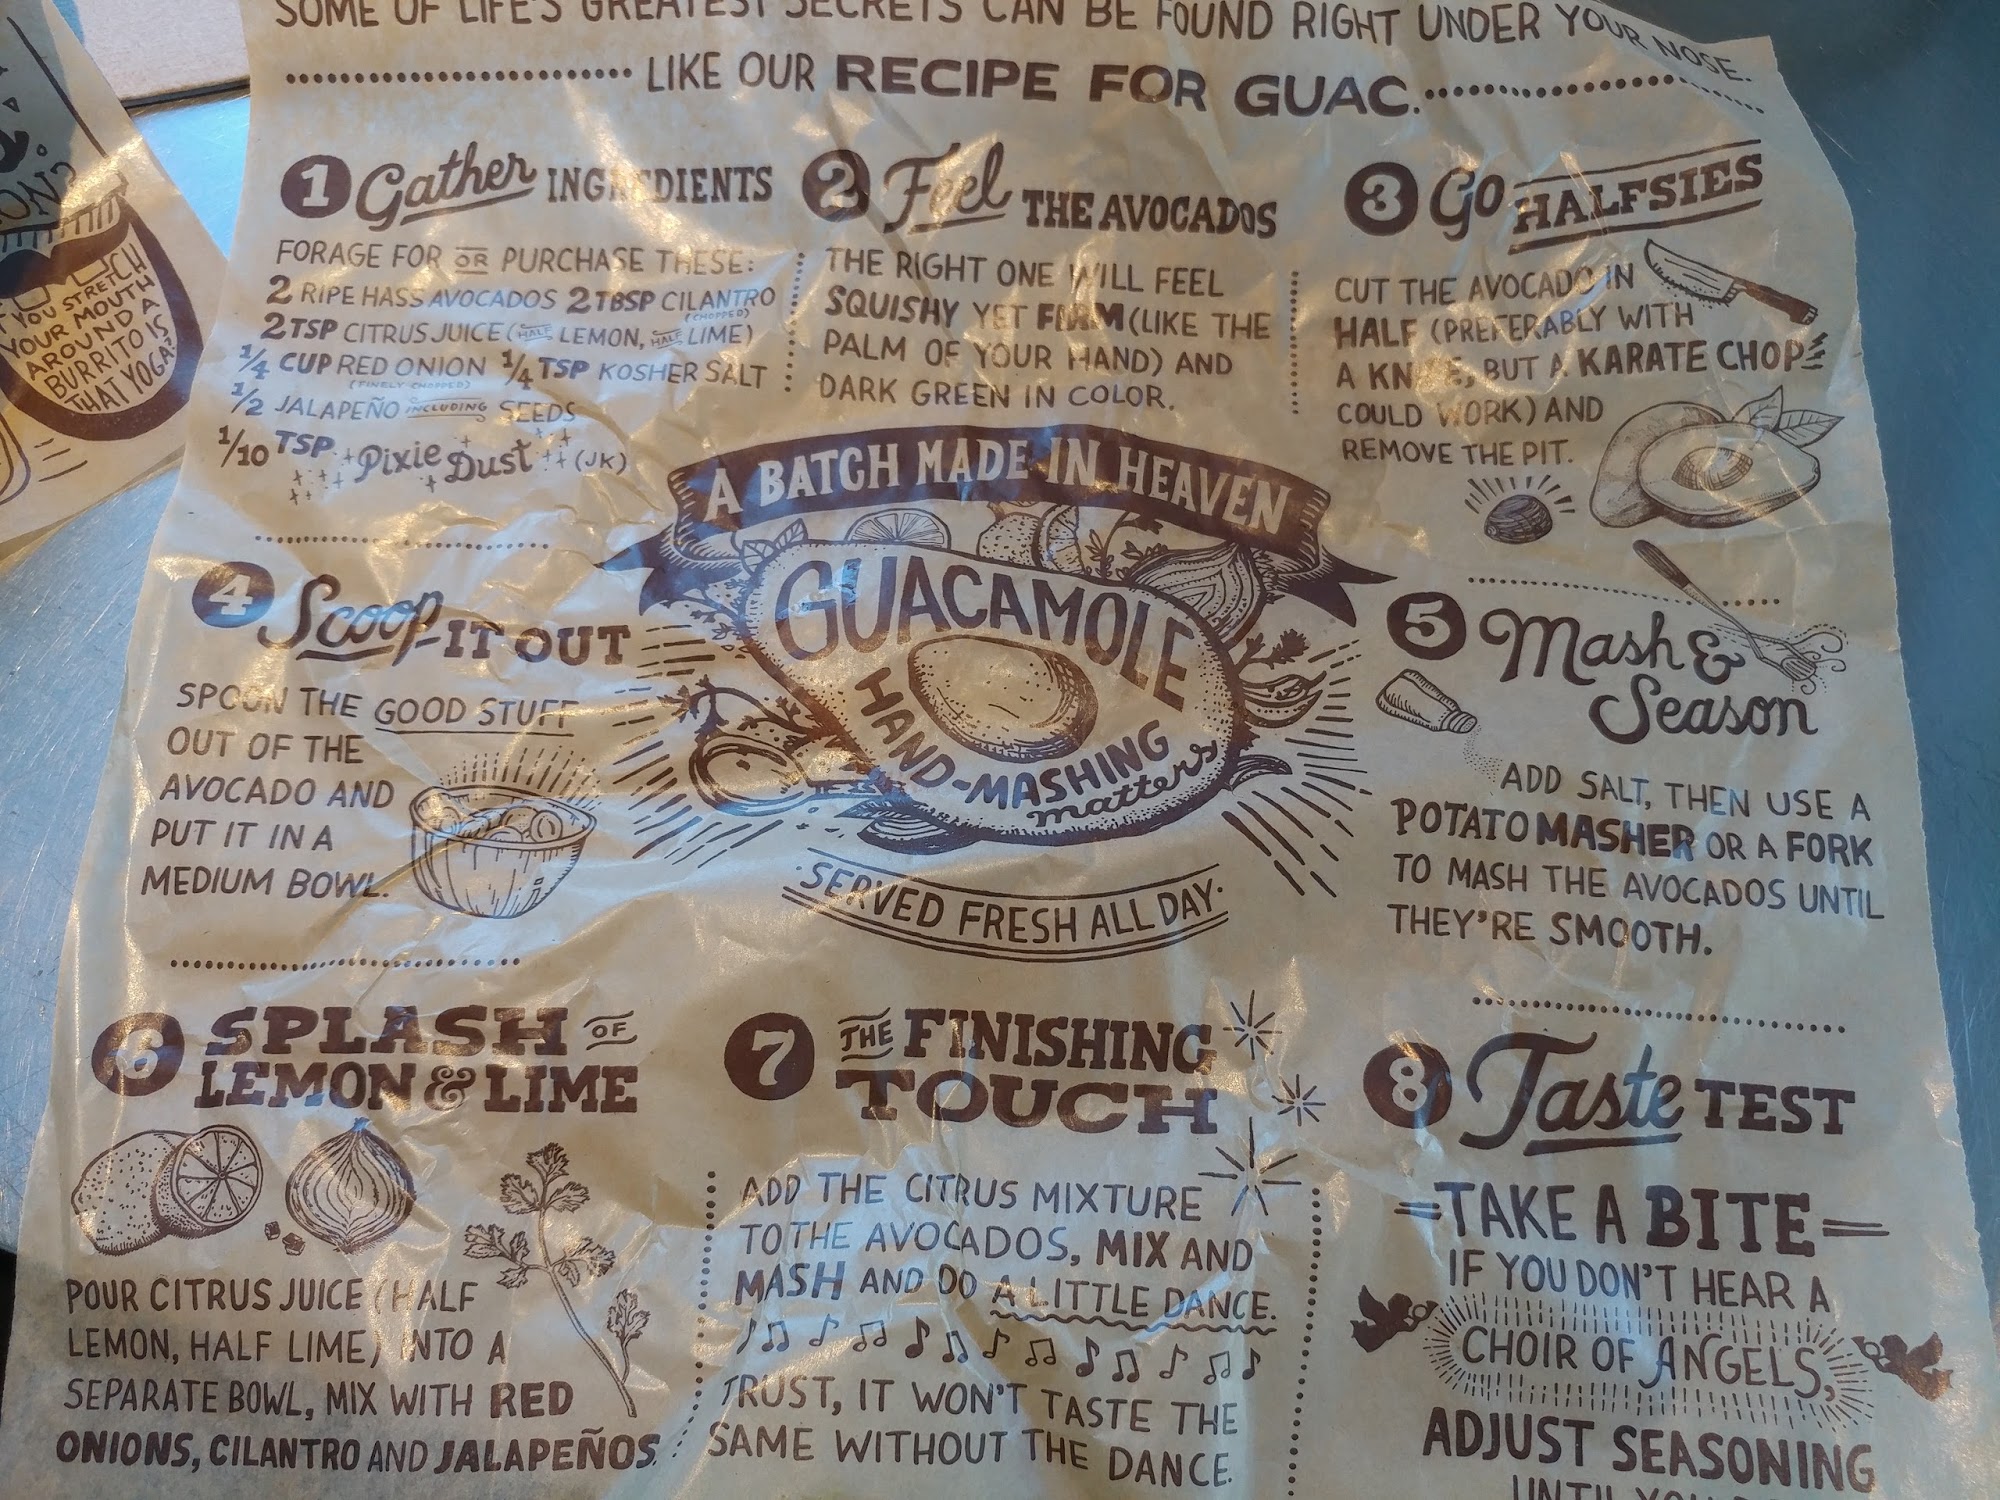 SOME OF LIFE'S GREATEST SECRETS CAN BE FOUND RIGHT UNDER YOUR NOSE.
LIKE OUR RECIPE FOR GUAC.
1 Gather INGREDIENTS
FORAGE FOR OR PURCHASE THESE:
2 RIPE HASS AVOCADOS 2 TBSP CILANTRO
(CHOPPED)
2 TSP CITRUS JUICE (HALF LEMON, HALF LIME)
1/4 CUP RED ONION 1/4 TSP KOSHER SALT
(FINELY CHOPPED)
1/2 JALAPEÑO INCLUDING SEEDS
1/10 TSP Pixie Dust (JK)
2 Feel THE AVOCADOS
THE RIGHT ONE WILL FEEL
SQUISHY YET FIRM (LIKE THE
PALM OF YOUR HAND) AND
DARK GREEN IN COLOR.
3 GO HALFSIES
CUT THE AVOCADO IN
HALF (PREFERABLY WITH
A KNIFE, BUT A KARATE CHOP
COULD WORK) AND
REMOVE THE PIT.
A BATCH MADE IN HEAVEN
GUACAMOLE
HAND-MASHING
matters
SERVED FRESH ALL DAY
4 Scoop IT OUT
SPOON THE GOOD STUFF
OUT OF THE
AVOCADO AND
PUT IT IN A
MEDIUM BOWL.
5 Mash &
Season
ADD SALT, THEN USE A
POTATO MASHER OR A FORK
TO MASH THE AVOCADOS UNTIL
THEY'RE SMOOTH.
6 SPLASH OF
LEMON & LIME
POUR CITRUS JUICE (HALF
LEMON, HALF LIME) INTO A
SEPARATE BOWL, MIX WITH RED
ONIONS, CILANTRO AND JALAPEÑOS.
7 THE FINISHING
TOUCH
ADD THE CITRUS MIXTURE
TO THE AVOCADOS, MIX AND
MASH AND DO A LITTLE DANCE.
TRUST, IT WON'T TASTE THE
SAME WITHOUT THE DANCE.
8 Taste TEST
TAKE A BITE
IF YOU DON'T HEAR A
CHOIR OF ANGELS,
ADJUST SEASONING
UNTIL YOU
IF YOU STRETCH
YOUR MOUTH
AROUND A
BURRITO IS
THAT YOGA?